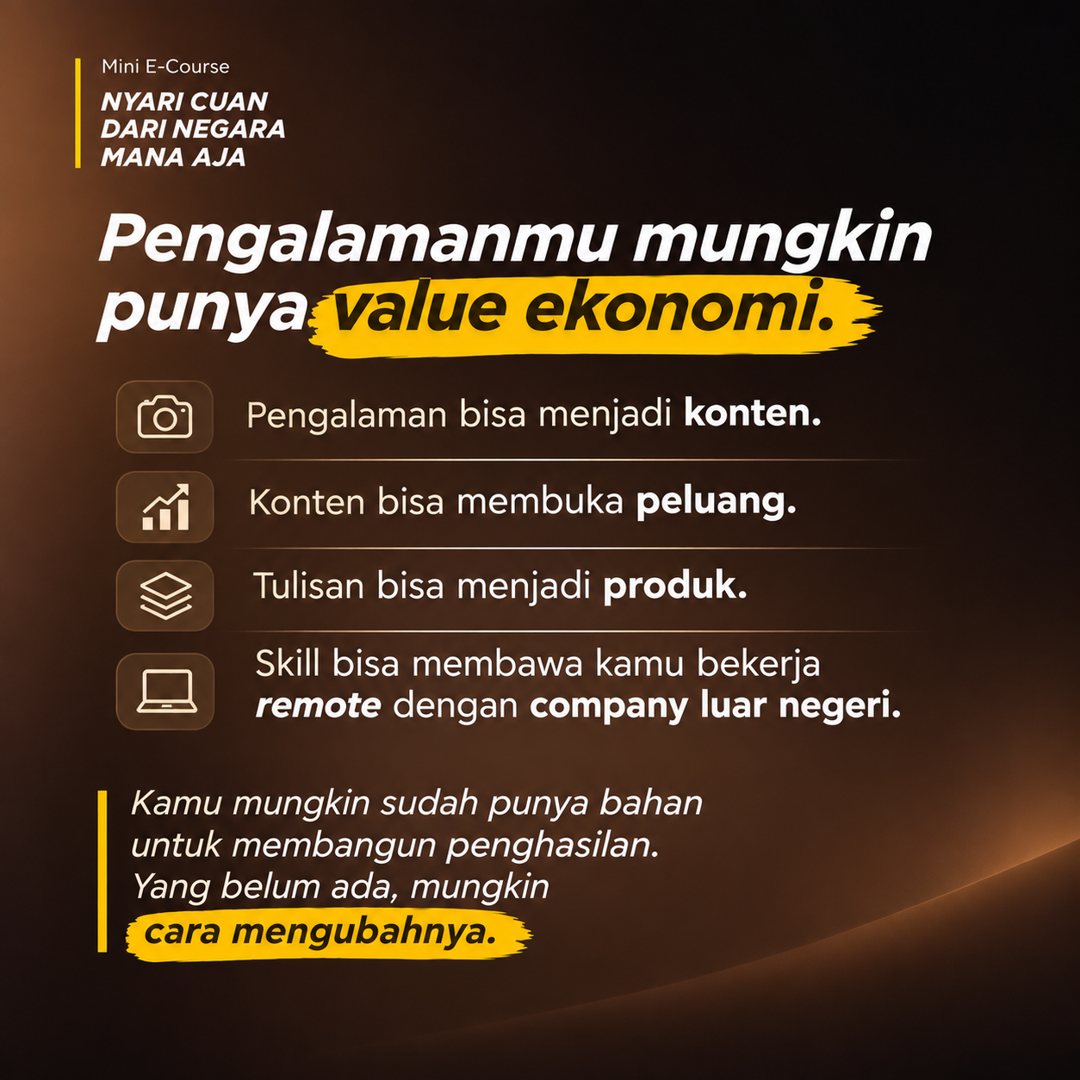 Mini E-Course
NYARI CUAN
DARI NEGARA
MANA AJA
Pengalamanmu mungkin
punya value ekonomi.
Pengalaman bisa menjadi konten.
Konten bisa membuka peluang.
Tulisan bisa menjadi produk.
Skill bisa membawa kamu bekerja
remote dengan company luar negeri.
Kamu mungkin sudah punya bahan
untuk membangun penghasilan.
Yang belum ada, mungkin
cara mengubahnya.